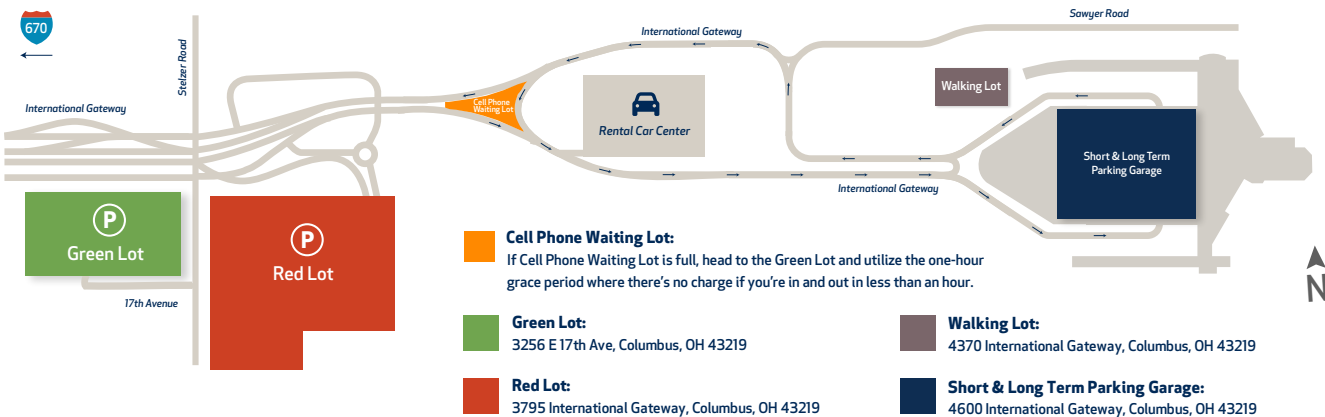 670
Stelzer Road
International Gateway
Sawyer Road
International Gateway
Cell Phone
Waiting Lot
Rental Car Center
Walking Lot
Short & Long Term
Parking Garage
International Gateway
P
Green Lot
P
Red Lot
17th Avenue
N
Cell Phone Waiting Lot:
If Cell Phone Waiting Lot is full, head to the Green Lot and utilize the one-hour
grace period where there's no charge if you're in and out in less than an hour.
Green Lot:
3256 E 17th Ave, Columbus, OH 43219
Red Lot:
3795 International Gateway, Columbus, OH 43219
Walking Lot:
4370 International Gateway, Columbus, OH 43219
Short & Long Term Parking Garage:
4600 International Gateway, Columbus, OH 43219